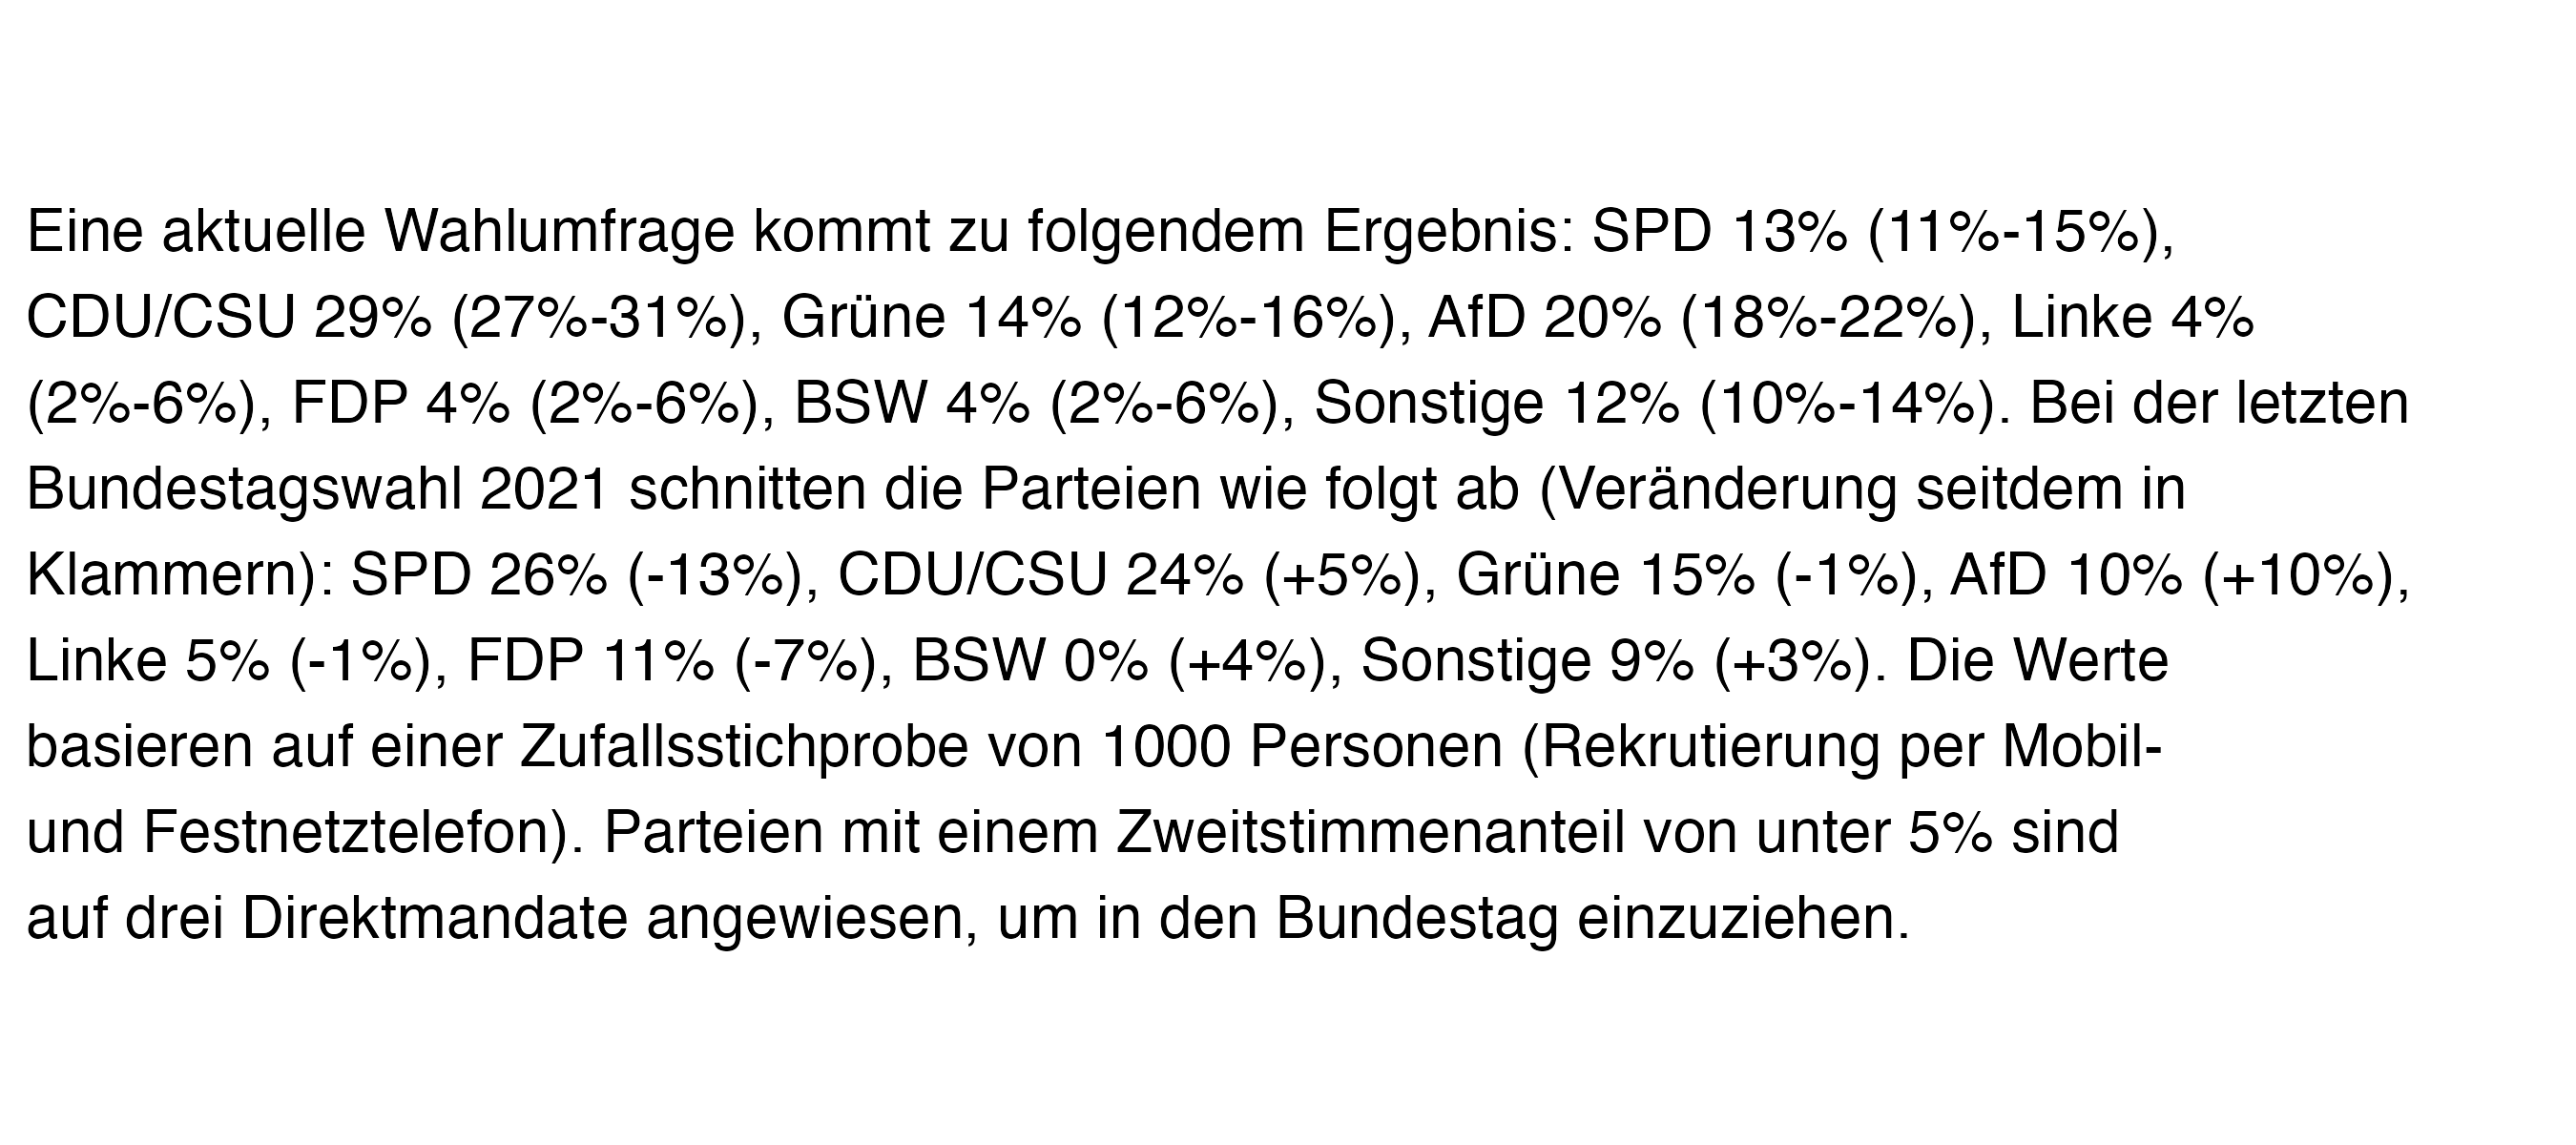 Eine aktuelle Wahlumfrage kommt zu folgendem Ergebnis: SPD 13% (11%-15%),
CDU/CSU 29% (27%-31%), Grüne 14% (12%-16%), AfD 20% (18%-22%), Linke 4%
(2%-6%), FDP 4% (2%-6%), BSW 4% (2%-6%), Sonstige 12% (10%-14%). Bei der letzten
Bundestagswahl 2021 schnitten die Parteien wie folgt ab (Veränderung seitdem in
Klammern): SPD 26% (-13%), CDU/CSU 24% (+5%), Grüne 15% (-1%), AfD 10% (+10%),
Linke 5% (-1%), FDP 11% (-7%), BSW 0% (+4%), Sonstige 9% (+3%). Die Werte
basieren auf einer Zufallsstichprobe von 1000 Personen (Rekrutierung per Mobil-
und Festnetztelefon). Parteien mit einem Zweitstimmenanteil von unter 5% sind
auf drei Direktmandate angewiesen, um in den Bundestag einzuziehen.